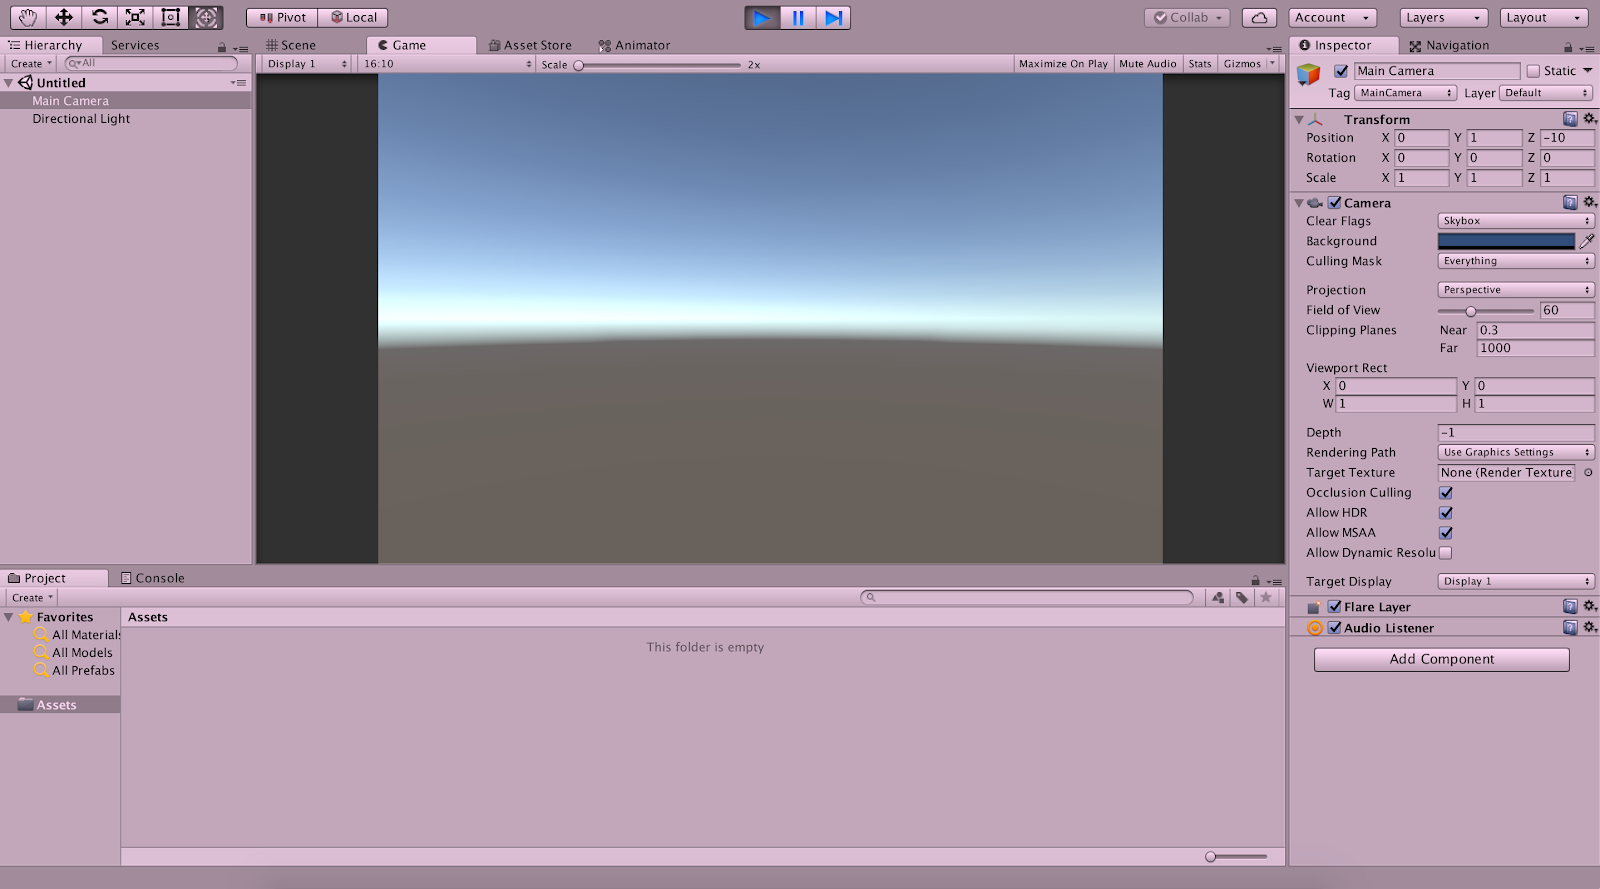 Pivot Local Collab Account Layers Layout
Hierarchy Services
Create All
Untitled
Main Camera
Directional Light
Scene Game Asset Store Animator
Display 1 16:10 Scale 2x Maximize On Play Mute Audio Stats Gizmos
Inspector Navigation
Main Camera Static
Tag MainCamera Layer Default
Transform
Position X 0 Y 1 Z -10
Rotation X 0 Y 0 Z 0
Scale X 1 Y 1 Z 1
Camera
Clear Flags Skybox
Background
Culling Mask Everything
Projection Perspective
Field of View 60
Clipping Planes Near 0.3
Far 1000
Viewport Rect
X 0 Y 0
W 1 H 1
Depth -1
Rendering Path Use Graphics Settings
Target Texture None (Render Texture
Occlusion Culling
Allow HDR
Allow MSAA
Allow Dynamic Resolu
Target Display Display 1
Flare Layer
Audio Listener
Add Component
Project Console
Create
Favorites
All Materials
All Models
All Prefabs
Assets
Assets
This folder is empty